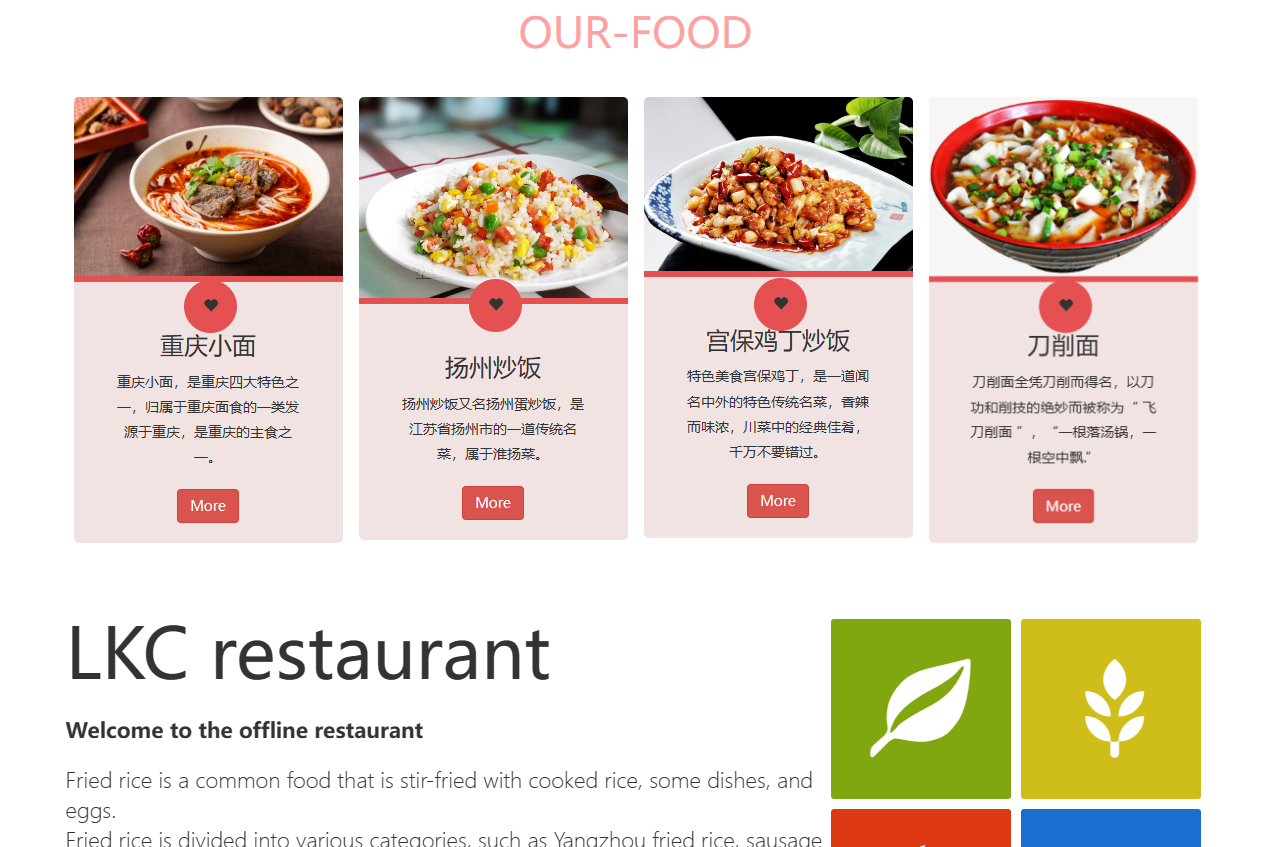 OUR-FOOD
重庆小面
重庆小面，是重庆四大特色之
一，归属于重庆面食的一类发
源于重庆，是重庆的主食之
一。
More
扬州炒饭
扬州炒饭又名扬州蛋炒饭，是
江苏省扬州市的一道传统名
菜，属于淮扬菜。
More
宫保鸡丁炒饭
特色美食宫保鸡丁，是一道闻
名中外的特色传统名菜，香辣
而味浓，川菜中的经典佳肴，
千万不要错过。
More
刀削面
刀削面全凭刀削而得名，以刀
功和削技的绝妙而被称为“ 飞
刀削面 ”，“一根落汤锅，一
根空中飘.”
More
LKC restaurant
Welcome to the offline restaurant
Fried rice is a common food that is stir-fried with cooked rice, some dishes, and
eggs.
Fried rice is divided into various categories, such as Yangzhou fried rice, sausage